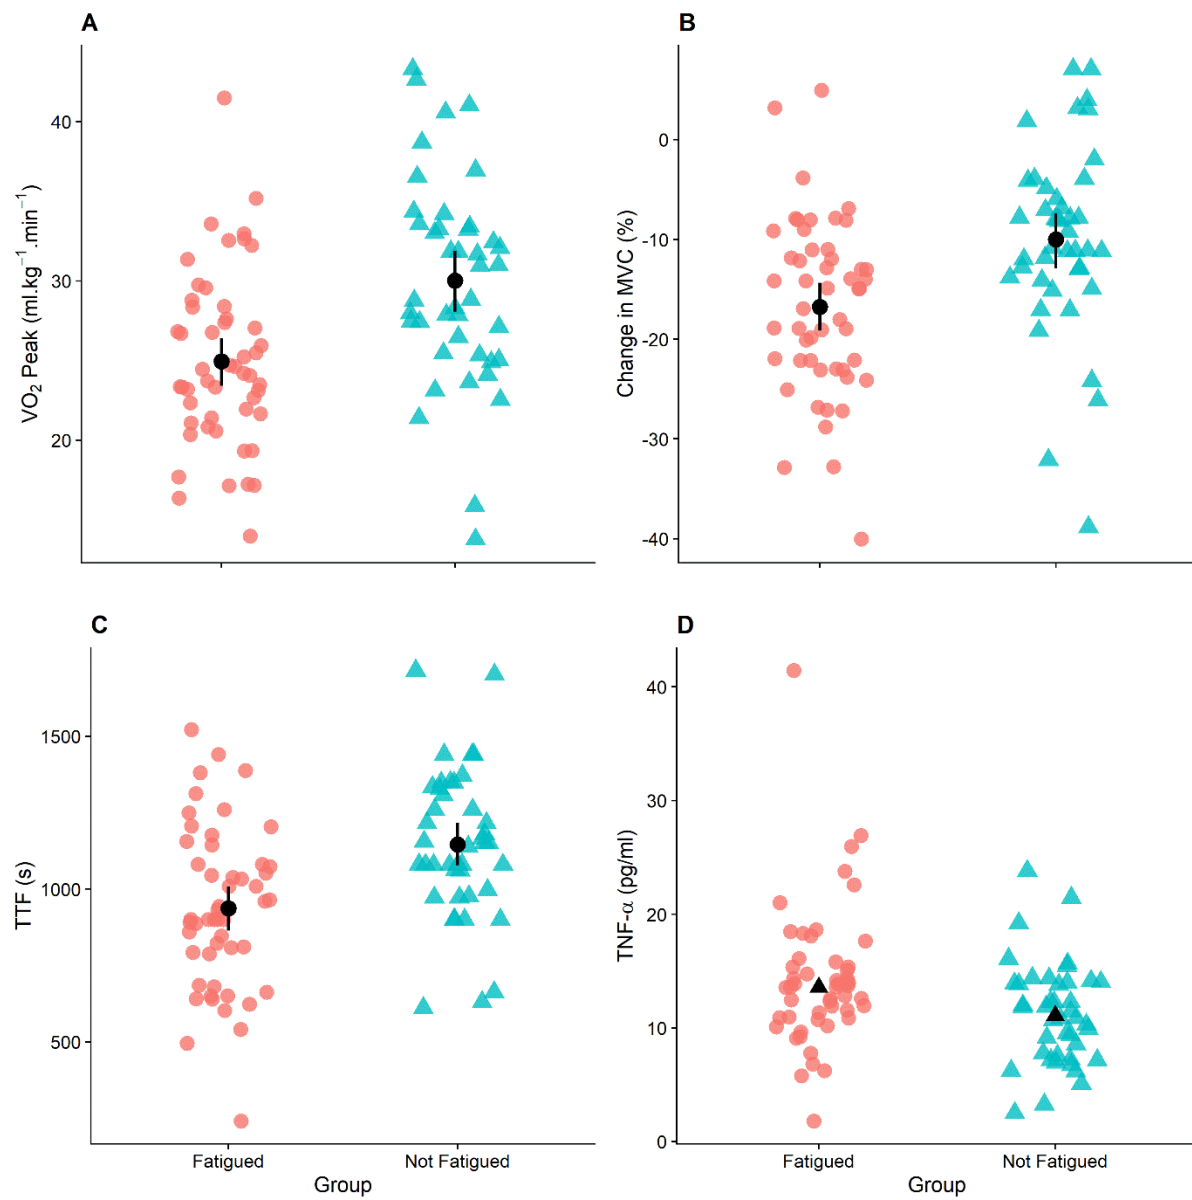 A
VO₂ Peak (ml.kg⁻¹.min⁻¹)
40
30
20
B
Change in MVC (%)
0
-10
-20
-30
-40
C
TTF (s)
1500
1000
500
Fatigued
Not Fatigued
Group
D
TNF-α (pg/ml)
40
30
20
10
0
Fatigued
Not Fatigued
Group